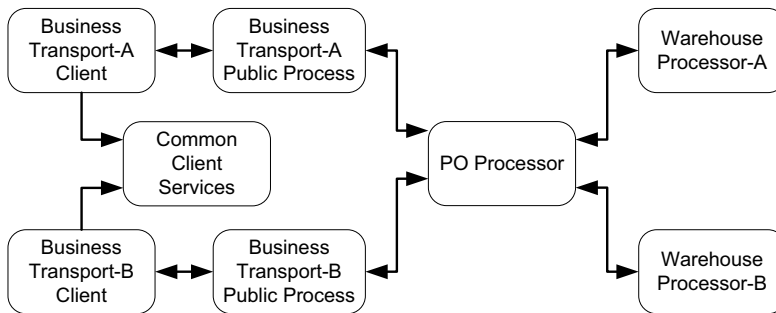 Business
Transport-A
Client
Business
Transport-A
Public Process
Warehouse
Processor-A
Common
Client
Services
PO Processor
Business
Transport-B
Client
Business
Transport-B
Public Process
Warehouse
Processor-B